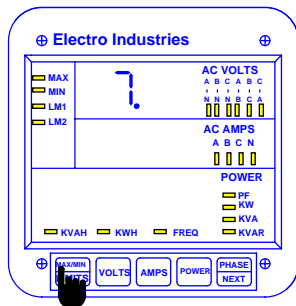 Electro Industries
MAX
MIN
LM1
LM2
7.
AC VOLTS
A B C A B C
- - - - - -
N N N B C A
AC AMPS
A B C N
POWER
PF
KW
KVA
KVAR
KVAH KWH FREQ
MAX/MIN
VOLTS
AMPS
POWER
PHASE
NEXT